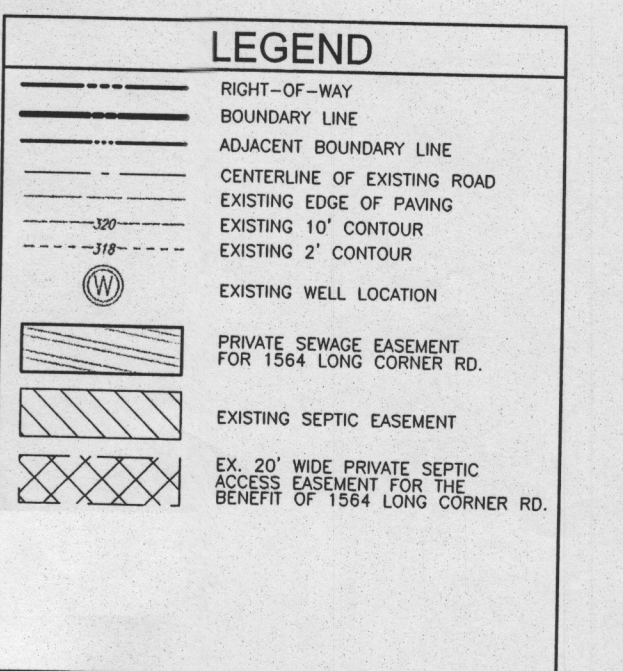 LEGEND
RIGHT-OF-WAY
BOUNDARY LINE
ADJACENT BOUNDARY LINE
CENTERLINE OF EXISTING ROAD
EXISTING EDGE OF PAVING
320 EXISTING 10' CONTOUR
318 EXISTING 2' CONTOUR
W EXISTING WELL LOCATION
PRIVATE SEWAGE EASEMENT
FOR 1564 LONG CORNER RD.
EXISTING SEPTIC EASEMENT
EX. 20' WIDE PRIVATE SEPTIC
ACCESS EASEMENT FOR THE
BENEFIT OF 1564 LONG CORNER RD.